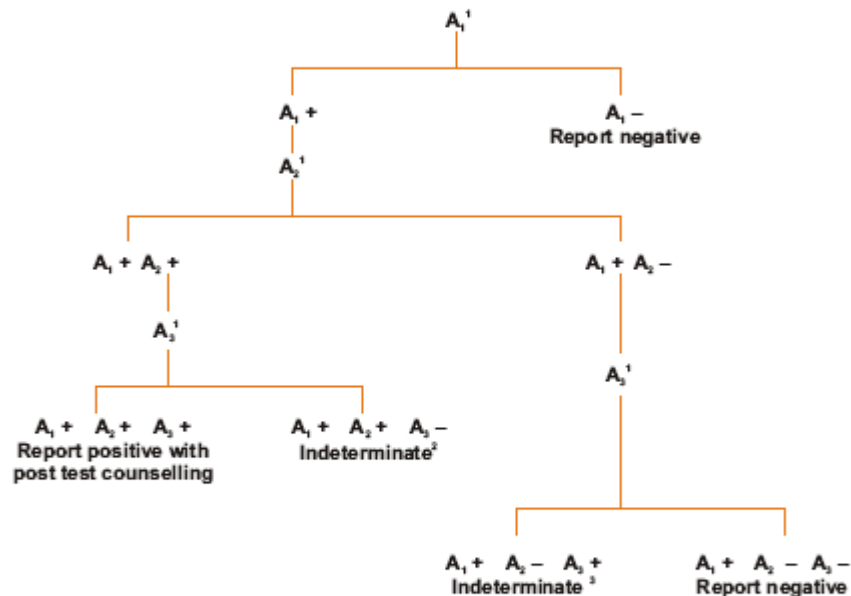 A₁¹
A₁ +
A₁ –
Report negative
A₂¹
A₁ + A₂ +
A₁ + A₂ –
A₃¹
A₃¹
A₁ + A₂ + A₃ +
Report positive with
post test counselling
A₁ + A₂ + A₃ –
Indeterminate²
A₁ + A₂ – A₃ +
Indeterminate ³
A₁ + A₂ – A₃ –
Report negative